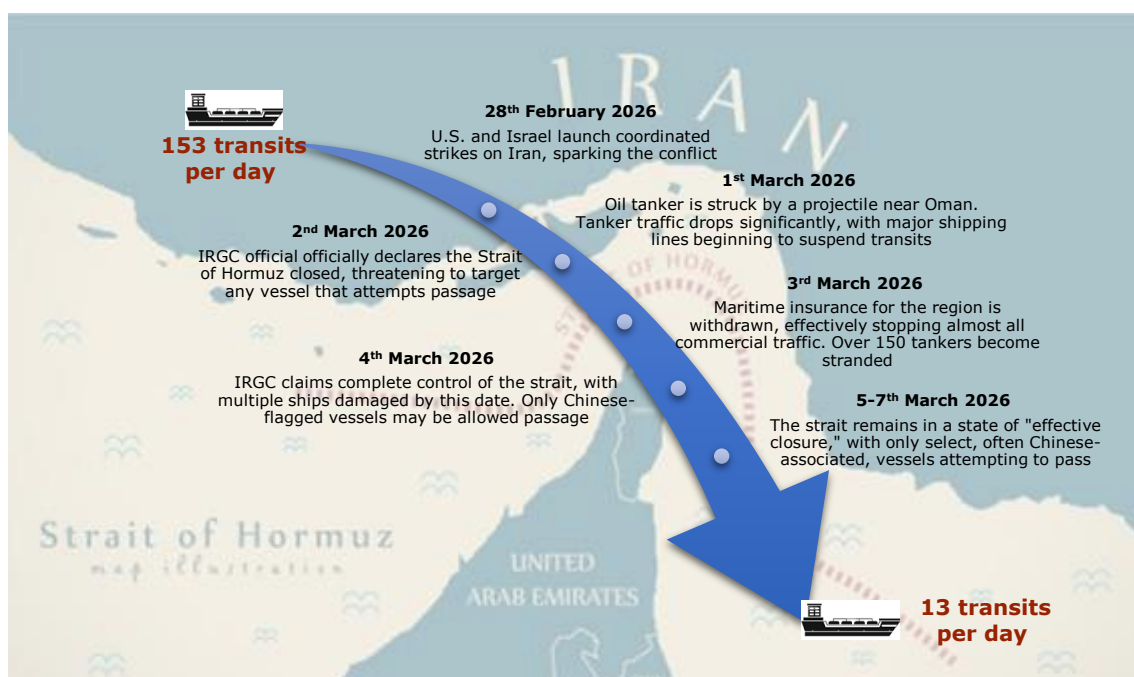 IRAN
153 transits
per day
28th February 2026
U.S. and Israel launch coordinated
strikes on Iran, sparking the conflict
1st March 2026
Oil tanker is struck by a projectile near Oman.
Tanker traffic drops significantly, with major shipping
lines beginning to suspend transits
2nd March 2026
IRGC official officially declares the Strait
of Hormuz closed, threatening to target
any vessel that attempts passage
STRAIT OF HORMUZ
3rd March 2026
Maritime insurance for the region is
withdrawn, effectively stopping almost all
commercial traffic. Over 150 tankers become
stranded
4th March 2026
IRGC claims complete control of the strait, with
multiple ships damaged by this date. Only Chinese-
flagged vessels may be allowed passage
5-7th March 2026
The strait remains in a state of "effective
closure," with only select, often Chinese-
associated, vessels attempting to pass
Strait of Hormuz
map illustration
UNITED
ARAB EMIRATES
13 transits
per day